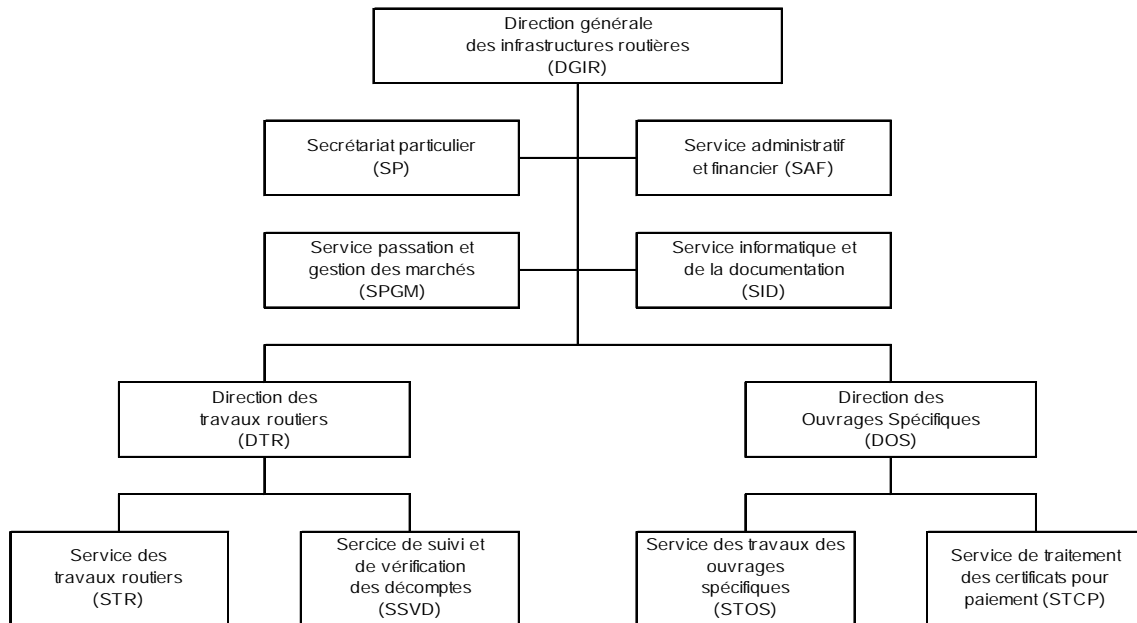 Direction générale
des infrastructures routières
(DGIR)
Secrétariat particulier
(SP)
Service administratif
et financier (SAF)
Service passation et
gestion des marchés
(SPGM)
Service informatique et
de la documentation
(SID)
Direction des
travaux routiers
(DTR)
Direction des
Ouvrages Spécifiques
(DOS)
Service des
travaux routiers
(STR)
Sercice de suivi et
de vérification
des décomptes
(SSVD)
Service des travaux des
ouvrages
spécifiques
(STOS)
Service de traitement
des certificats pour
paiement (STCP)